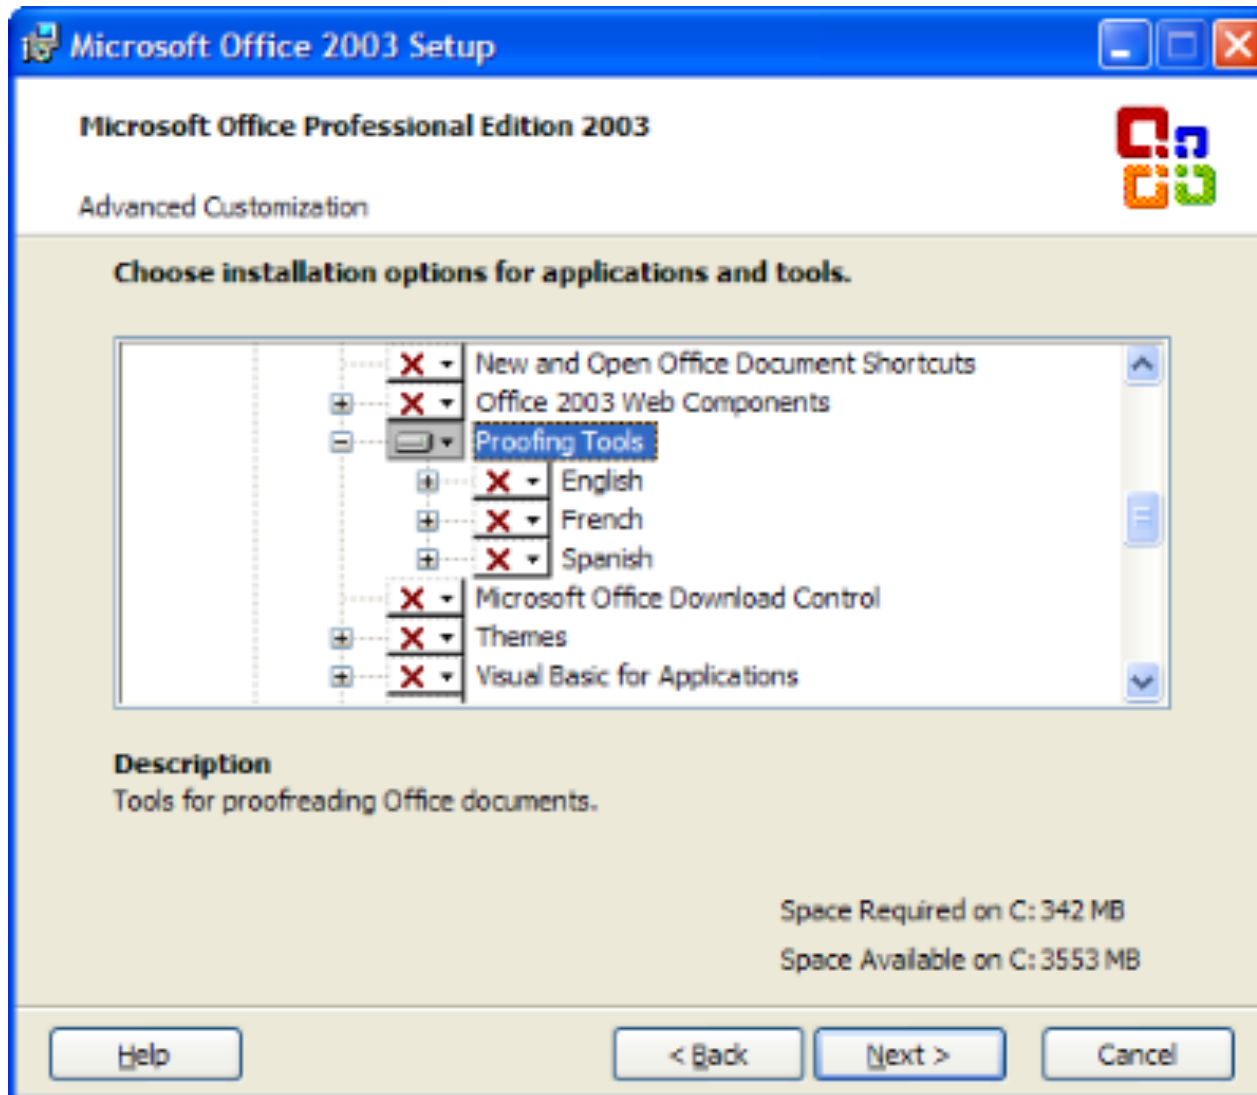 Microsoft Office 2003 Setup
Microsoft Office Professional Edition 2003
Advanced Customization
Choose installation options for applications and tools.
New and Open Office Document Shortcuts
Office 2003 Web Components
Proofing Tools
English
French
Spanish
Microsoft Office Download Control
Themes
Visual Basic for Applications
Description
Tools for proofreading Office documents.
Space Required on C: 342 MB
Space Available on C: 3553 MB
Help < Back Next > Cancel